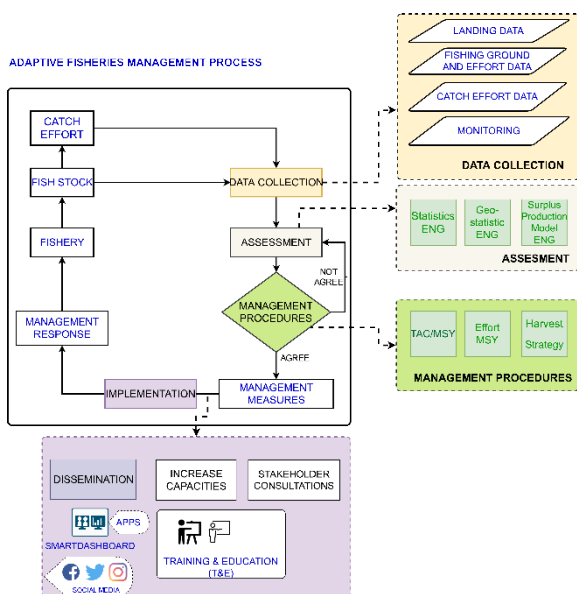 ADAPTIVE FISHERIES MANAGEMENT PROCESS
CATCH
EFFORT
FISH STOCK
FISHERY
MANAGEMENT
RESPONSE
IMPLEMENTATION
DATA COLLECTION
ASSESSMENT
NOT
AGREE
MANAGEMENT
PROCEDURES
AGREE
MANAGEMENT
MEASURES
LANDING DATA
FISHING GROUND
AND EFFORT DATA
CATCH EFFORT DATA
MONITORING
DATA COLLECTION
Statistics
ENG
Geo-
statistic
ENG
Surplus
Production
Model
ENG
ASSESMENT
TAC/MSY
Effort
MSY
Harvest
Strategy
MANAGEMENT PROCEDURES
DISSEMINATION
INCREASE
CAPACITIES
STAKEHOLDER
CONSULTATIONS
APPS
SMARTDASHBOARD
SOCIAL MEDIA
TRAINING & EDUCATION
(T&E)